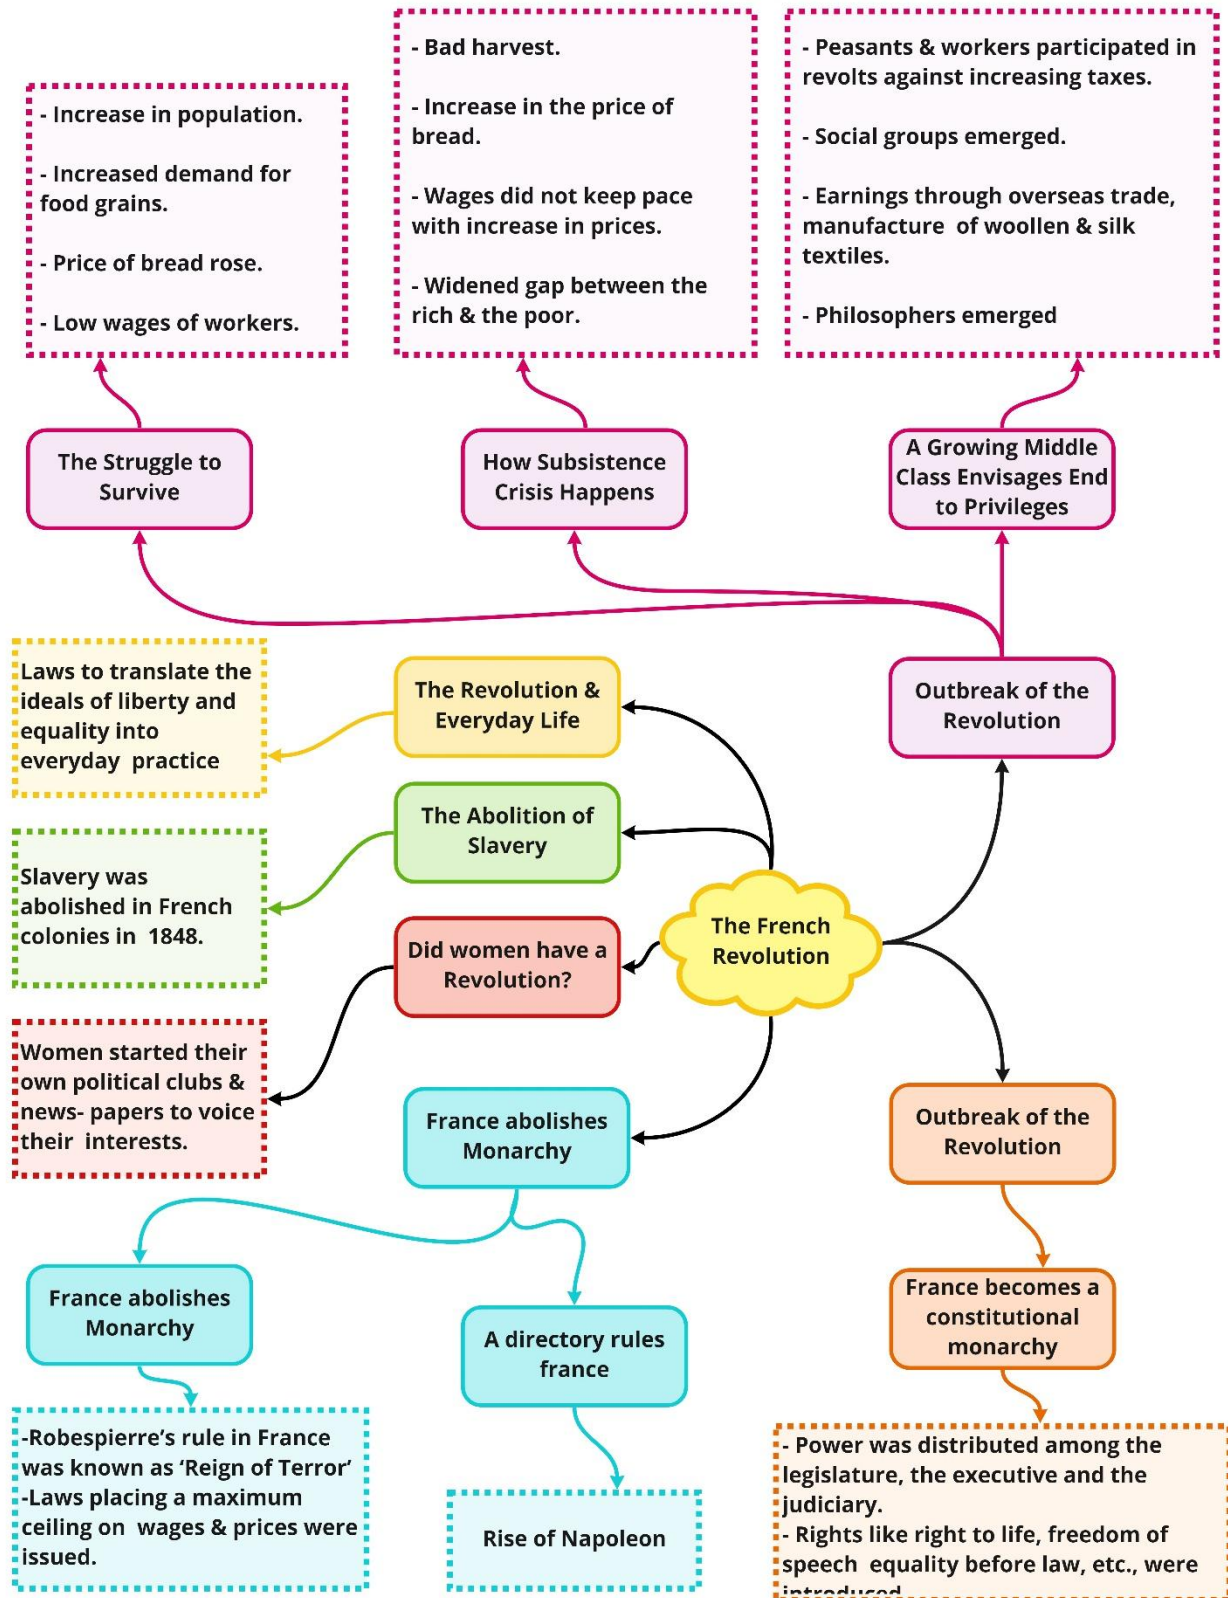 - Increase in population.
- Increased demand for
food grains.
- Price of bread rose.
- Low wages of workers.
- Bad harvest.
- Increase in the price of
bread.
- Wages did not keep pace
with increase in prices.
- Widened gap between the
rich & the poor.
- Peasants & workers participated in
revolts against increasing taxes.
- Social groups emerged.
- Earnings through overseas trade,
manufacture of woollen & silk
textiles.
- Philosophers emerged
The Struggle to
Survive
How Subsistence
Crisis Happens
A Growing Middle
Class Envisages End
to Privileges
Laws to translate the
ideals of liberty and
equality into
everyday practice
The Revolution &
Everyday Life
Outbreak of the
Revolution
The Abolition of
Slavery
Slavery was
abolished in French
colonies in 1848.
Did women have a
Revolution?
The French
Revolution
Women started their
own political clubs &
news- papers to voice
their interests.
France abolishes
Monarchy
Outbreak of the
Revolution
France abolishes
Monarchy
A directory rules
france
France becomes a
constitutional
monarchy
-Robespierre’s rule in France
was known as ‘Reign of Terror’
-Laws placing a maximum
ceiling on wages & prices were
issued.
Rise of Napoleon
- Power was distributed among the
legislature, the executive and the
judiciary.
- Rights like right to life, freedom of
speech equality before law, etc., were
introduced